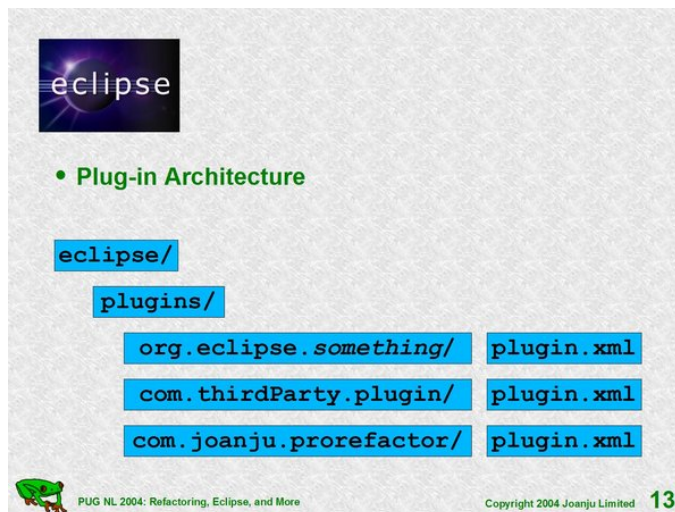 eclipse
• Plug-in Architecture
eclipse/
plugins/
org.eclipse.something/ plugin.xml
com.thirdParty.plugin/ plugin.xml
com.joanju.prorefactor/ plugin.xml
PUG NL 2004: Refactoring, Eclipse, and More Copyright 2004 Joanju Limited 13